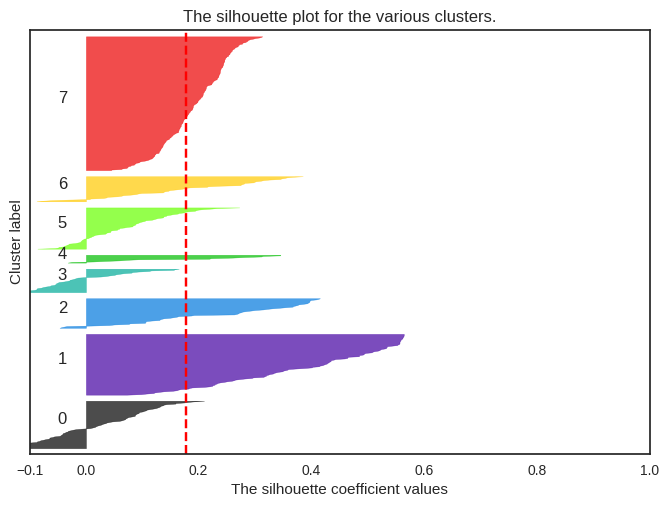 The silhouette plot for the various clusters.
7
6
5
4
3
2
1
0
Cluster label
−0.1 0.0 0.2 0.4 0.6 0.8 1.0
The silhouette coefficient values